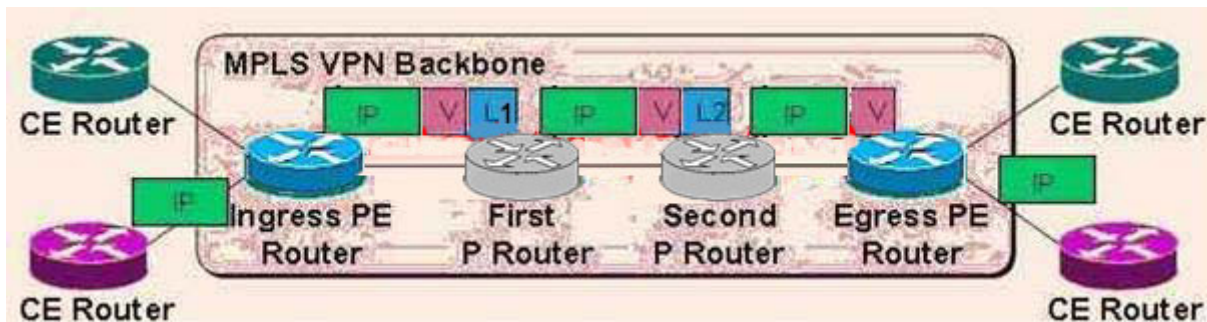 MPLS VPN Backbone
IP V L1 IP V L2 IP V
CE Router
CE Router
IP
IP
Ingress PE
Router
First
P Router
Second
P Router
Egress PE
Router
CE Router
CE Router